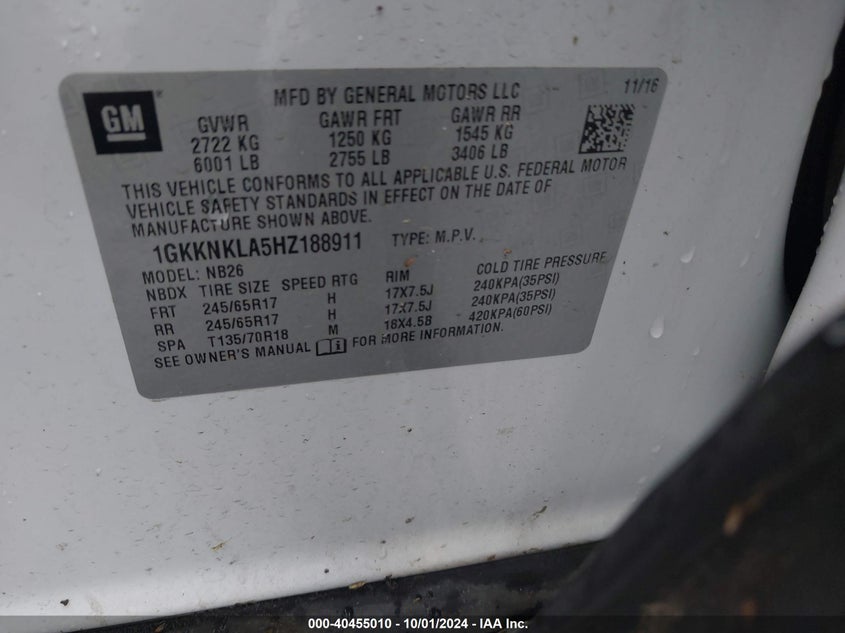 GM ®
MFD BY GENERAL MOTORS LLC 11/16
GVWR GAWR FRT GAWR RR
2722 KG 1250 KG 1545 KG
6001 LB 2755 LB 3406 LB
THIS VEHICLE CONFORMS TO ALL APPLICABLE U.S. FEDERAL MOTOR
VEHICLE SAFETY STANDARDS IN EFFECT ON THE DATE OF
MANUFACTURE SHOWN ABOVE.
1GKKNKLA5HZ188911 TYPE: M.P.V.
MODEL: NB26
NBDX TIRE SIZE SPEED RTG RIM COLD TIRE PRESSURE
FRT 245/65R17 H 17X7.5J 240KPA(35PSI)
RR 245/65R17 H 17X7.5J 240KPA(35PSI)
SPA T135/70R18 M 18X4.5B 420KPA(60PSI)
SEE OWNER'S MANUAL i FOR MORE INFORMATION.
000-40455010 - 10/01/2024 - IAA Inc.